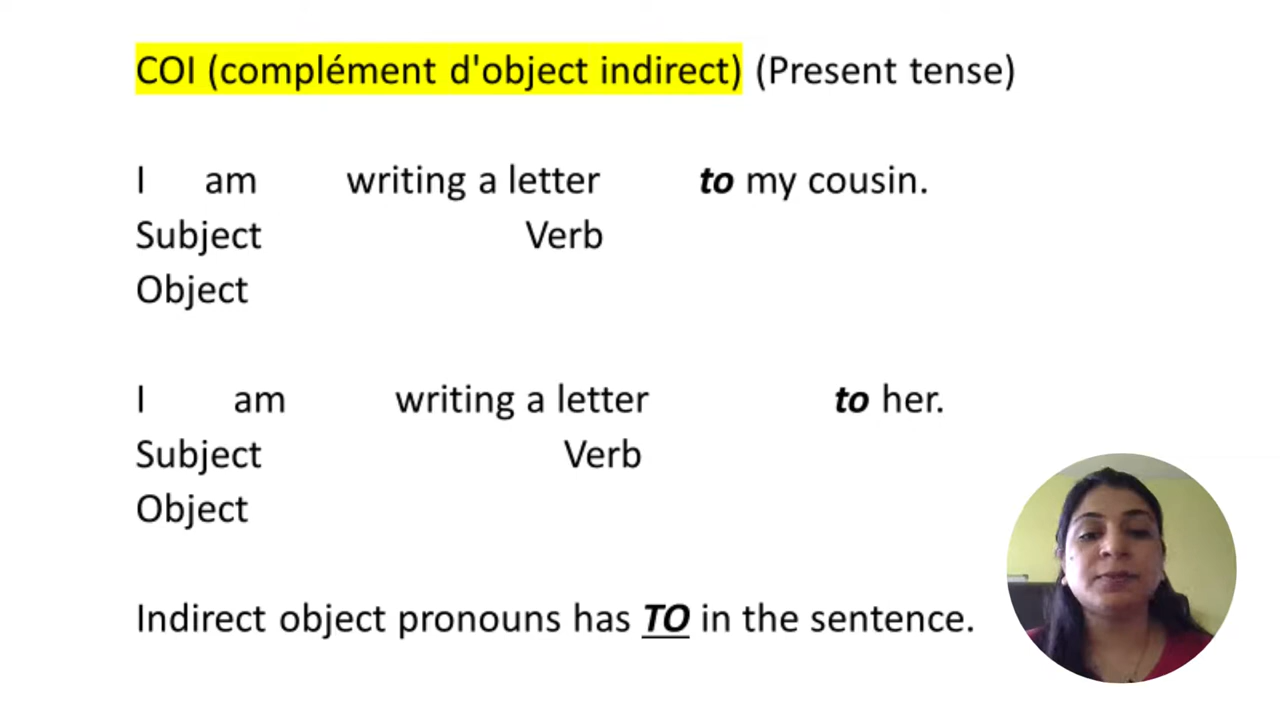 COI (complément d'object indirect) (Present tense)
I am writing a letter to my cousin.
Subject Verb
Object
I am writing a letter to her.
Subject Verb
Object
Indirect object pronouns has TO in the sentence.